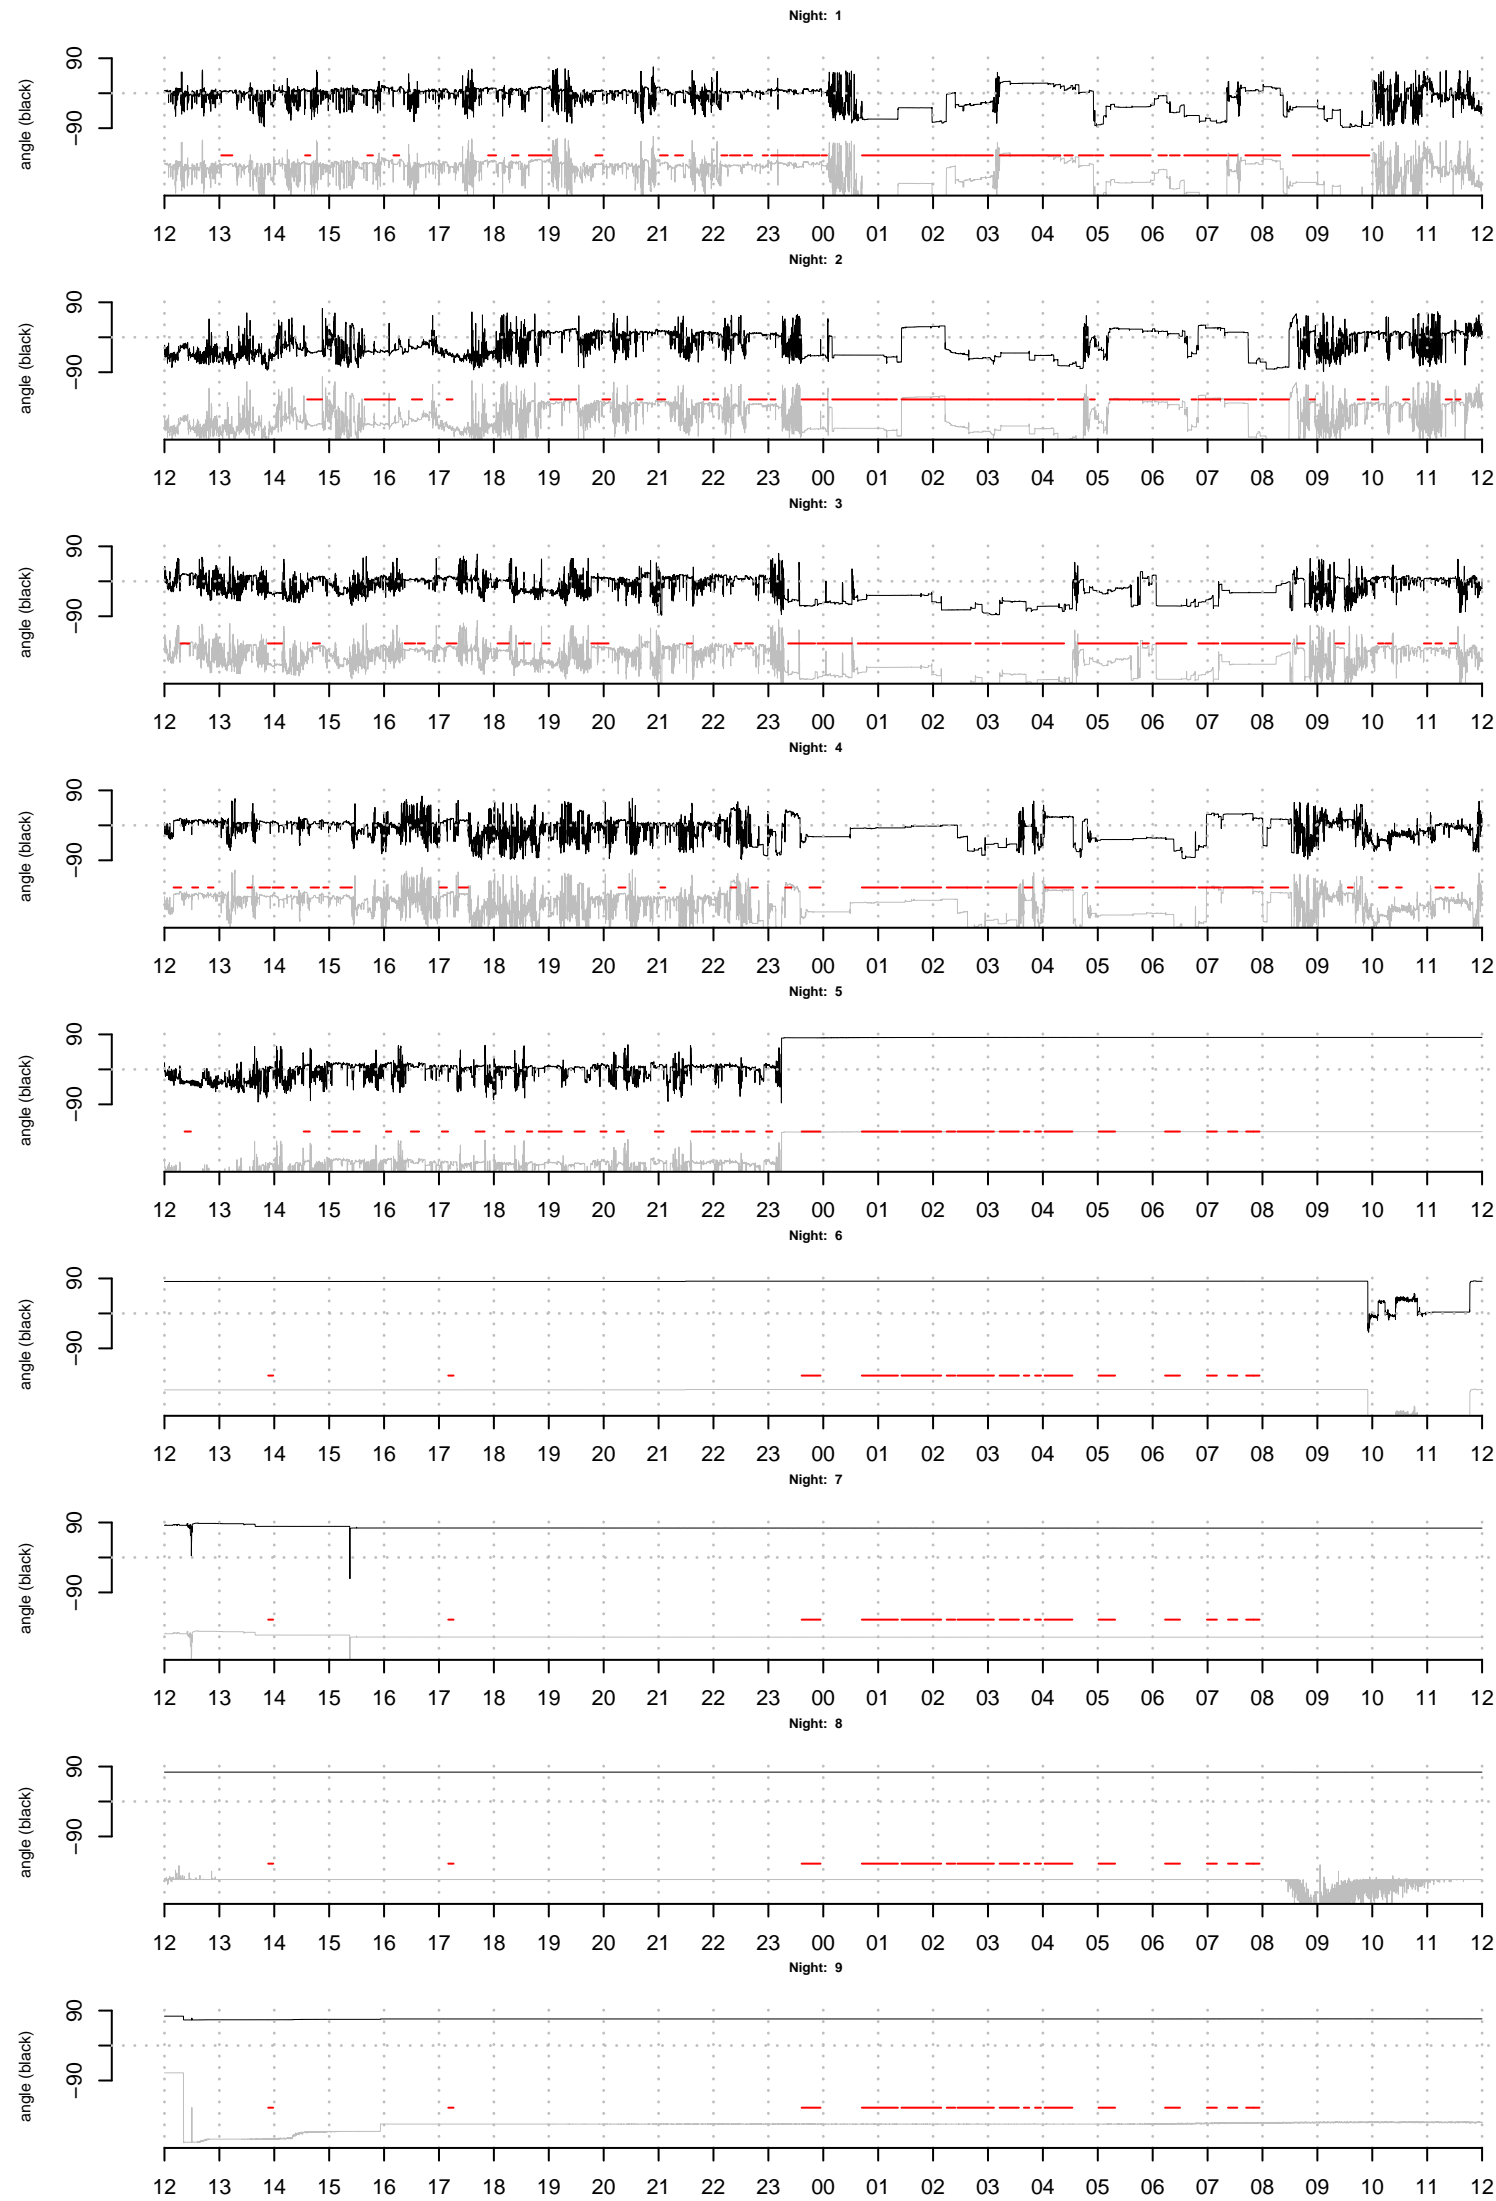 Night: 1
90
-90
angle (black)
12 13 14 15 16 17 18 19 20 21 22 23 00 01 02 03 04 05 06 07 08 09 10 11 12
Night: 2
90
-90
angle (black)
12 13 14 15 16 17 18 19 20 21 22 23 00 01 02 03 04 05 06 07 08 09 10 11 12
Night: 3
90
-90
angle (black)
12 13 14 15 16 17 18 19 20 21 22 23 00 01 02 03 04 05 06 07 08 09 10 11 12
Night: 4
90
-90
angle (black)
12 13 14 15 16 17 18 19 20 21 22 23 00 01 02 03 04 05 06 07 08 09 10 11 12
Night: 5
90
-90
angle (black)
12 13 14 15 16 17 18 19 20 21 22 23 00 01 02 03 04 05 06 07 08 09 10 11 12
Night: 6
90
-90
angle (black)
12 13 14 15 16 17 18 19 20 21 22 23 00 01 02 03 04 05 06 07 08 09 10 11 12
Night: 7
90
-90
angle (black)
12 13 14 15 16 17 18 19 20 21 22 23 00 01 02 03 04 05 06 07 08 09 10 11 12
Night: 8
90
-90
angle (black)
12 13 14 15 16 17 18 19 20 21 22 23 00 01 02 03 04 05 06 07 08 09 10 11 12
Night: 9
90
-90
angle (black)
12 13 14 15 16 17 18 19 20 21 22 23 00 01 02 03 04 05 06 07 08 09 10 11 12